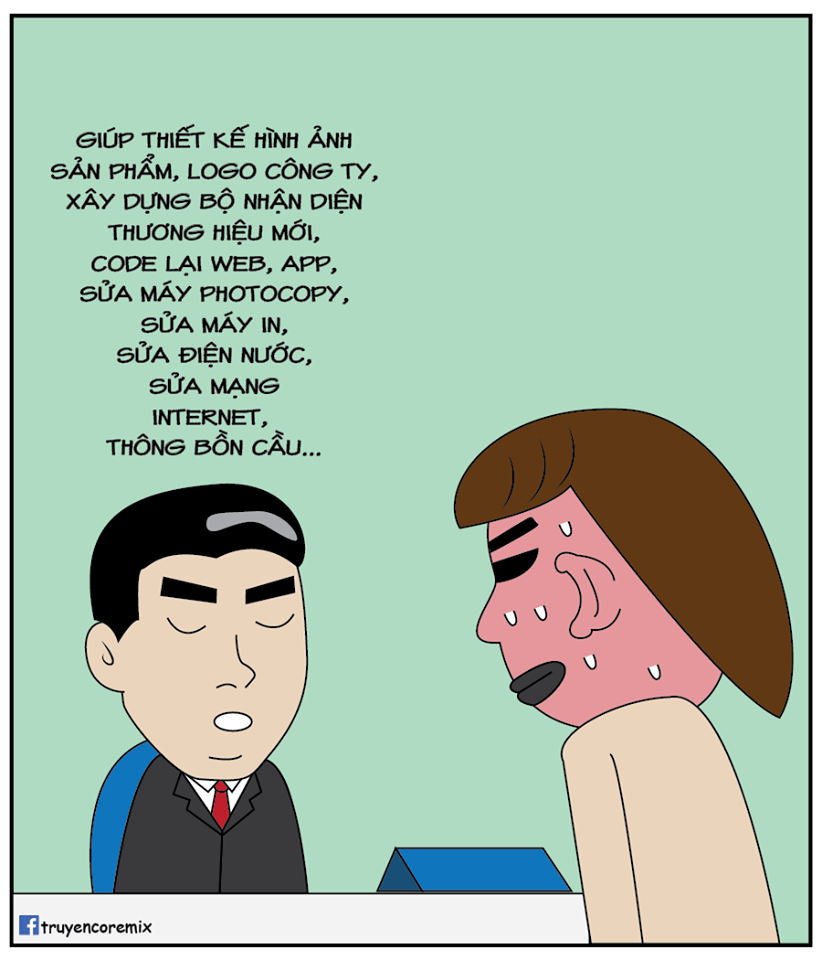 GIÚP THIẾT KẾ HÌNH ẢNH
SẢN PHẨM, LOGO CÔNG TY,
XÂY DỰNG BỘ NHẬN DIỆN
THƯƠNG HIỆU MỚI,
CODE LẠI WEB, APP,
SỬA MÁY PHOTOCOPY,
SỬA MÁY IN,
SỬA ĐIỆN NƯỚC,
SỬA MẠNG
INTERNET,
THÔNG BỒN CẦU...
truyencoremix